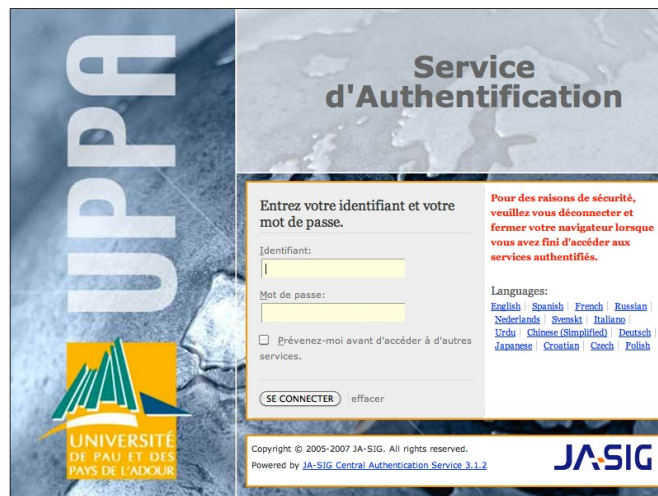 UPPA
Service
d'Authentification
Entrez votre identifiant et votre
mot de passe.
Identifiant:
Mot de passe:
Prévenez-moi avant d'accéder à d'autres
services.
SE CONNECTER effacer
Pour des raisons de sécurité,
veuillez vous déconnecter et
fermer votre navigateur lorsque
vous avez fini d'accéder aux
services authentifiés.
Languages:
English | Spanish | French | Russian |
Nederlands | Svenskt | Italiano |
Urdu | Chinese (Simplified) | Deutsch |
Japanese | Croatian | Czech | Polish
UNIVERSITÉ
DE PAU ET DES
PAYS DE L'ADOUR
Copyright © 2005-2007 JA-SIG. All rights reserved.
Powered by JA-SIG Central Authentication Service 3.1.2
JA-SIG